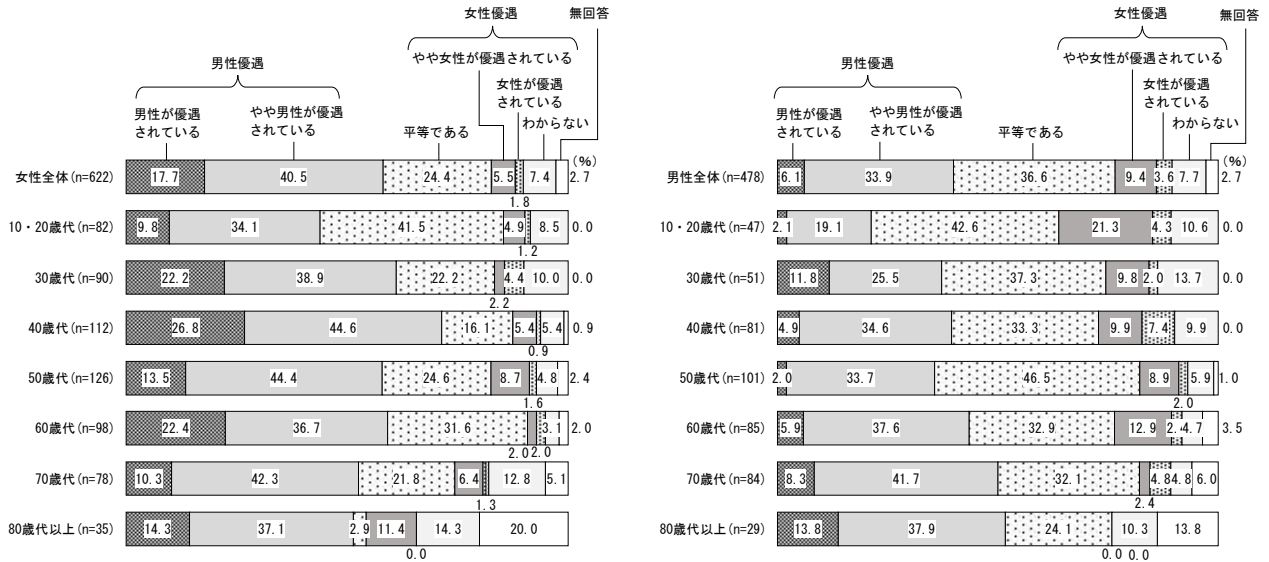 女性優遇
無回答
やや女性が優遇されている
男性優遇
女性が優遇
されている
男性が優遇
されている
やや男性が優遇
されている
平等である
わからない
(%)
女性全体(n=622) 17.7 40.5 24.4 5.5 7.4 2.7
1.8
10・20歳代(n=82) 9.8 34.1 41.5 4.9 8.5 0.0
1.2
30歳代(n=90) 22.2 38.9 22.2 4.4 10.0 0.0
2.2
40歳代(n=112) 26.8 44.6 16.1 5.4 5.4 0.9
0.9
50歳代(n=126) 13.5 44.4 24.6 8.7 4.8 2.4
1.6
60歳代(n=98) 22.4 36.7 31.6 3.1 2.0
2.0 2.0
70歳代(n=78) 10.3 42.3 21.8 6.4 12.8 5.1
1.3
80歳代以上(n=35) 14.3 37.1 2.9 11.4 14.3 20.0
0.0
女性優遇
無回答
やや女性が優遇されている
男性優遇
女性が優遇
されている
男性が優遇
されている
やや男性が優遇
されている
平等である
わからない
(%)
男性全体(n=478) 6.1 33.9 36.6 9.4 3.6 7.7 2.7
10・20歳代(n=47) 2.1 19.1 42.6 21.3 4.3 10.6 0.0
30歳代(n=51) 11.8 25.5 37.3 9.8 2.0 13.7 0.0
40歳代(n=81) 4.9 34.6 33.3 9.9 7.4 9.9 0.0
50歳代(n=101) 2.0 33.7 46.5 8.9 5.9 1.0
2.0
60歳代(n=85) 5.9 37.6 32.9 12.9 2.4 4.7 3.5
70歳代(n=84) 8.3 41.7 32.1 4.8 4.8 6.0
2.4
80歳代以上(n=29) 13.8 37.9 24.1 10.3 13.8
0.0 0.0